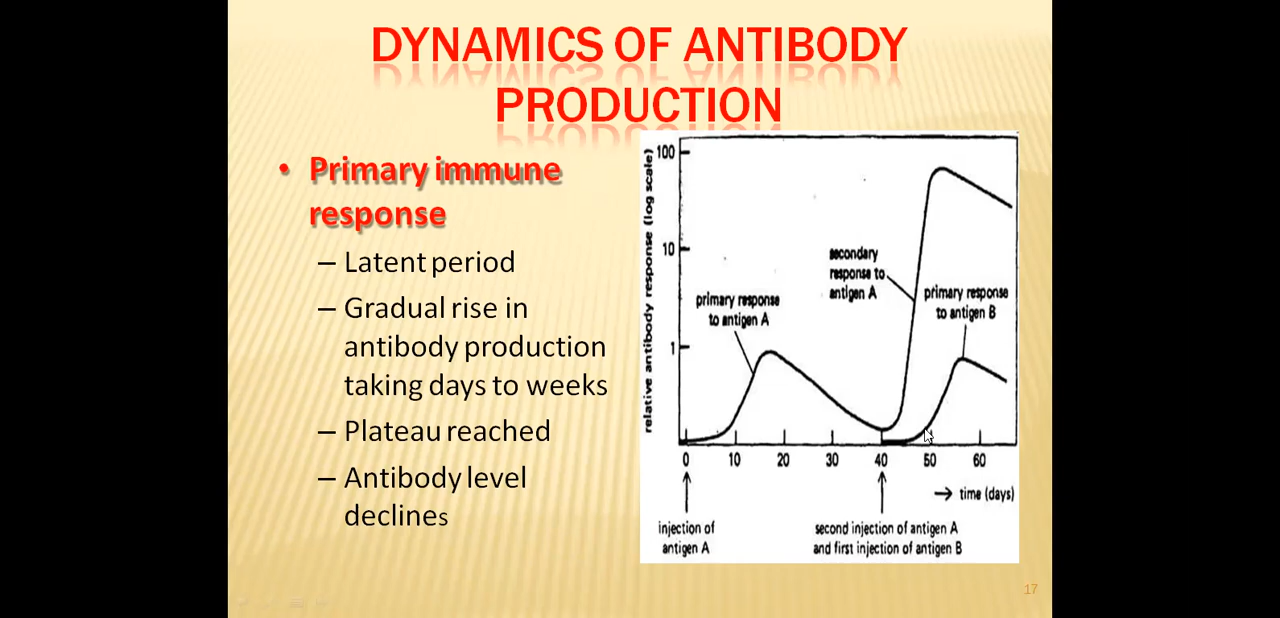 DYNAMICS OF ANTIBODY
PRODUCTION
• Primary immune
response
– Latent period
– Gradual rise in
antibody production
taking days to weeks
– Plateau reached
– Antibody level
declines
relative antibody response (log scale)
100
10
1
primary response
to antigen A
secondary
response to
antigen A
primary response
to antigen B
0 10 20 30 40 50 60
→ time (days)
injection of
antigen A
second injection of antigen A
and first injection of antigen B
17